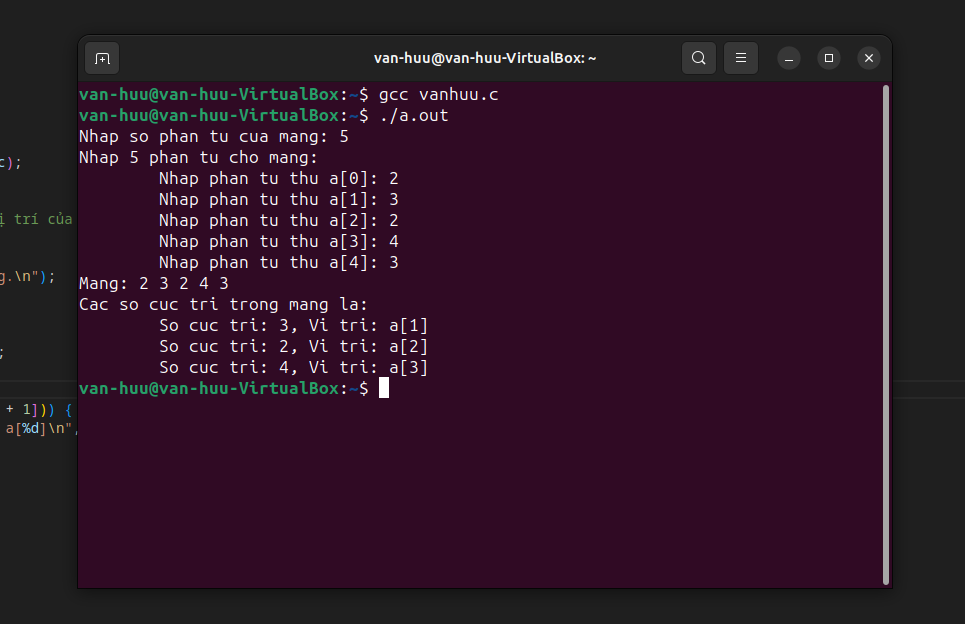 van-huu@van-huu-VirtualBox: ~
van-huu@van-huu-VirtualBox:~$ gcc vanhuu.c
van-huu@van-huu-VirtualBox:~$ ./a.out
Nhap so phan tu cua mang: 5
Nhap 5 phan tu cho mang:
Nhap phan tu thu a[0]: 2
Nhap phan tu thu a[1]: 3
Nhap phan tu thu a[2]: 2
Nhap phan tu thu a[3]: 4
Nhap phan tu thu a[4]: 3
Mang: 2 3 2 4 3
Cac so cuc tri trong mang la:
So cuc tri: 3, Vi tri: a[1]
So cuc tri: 2, Vi tri: a[2]
So cuc tri: 4, Vi tri: a[3]
van-huu@van-huu-VirtualBox:~$
c);
ị trí của
g.\n");
;
+ 1])) {
a[%d]\n",